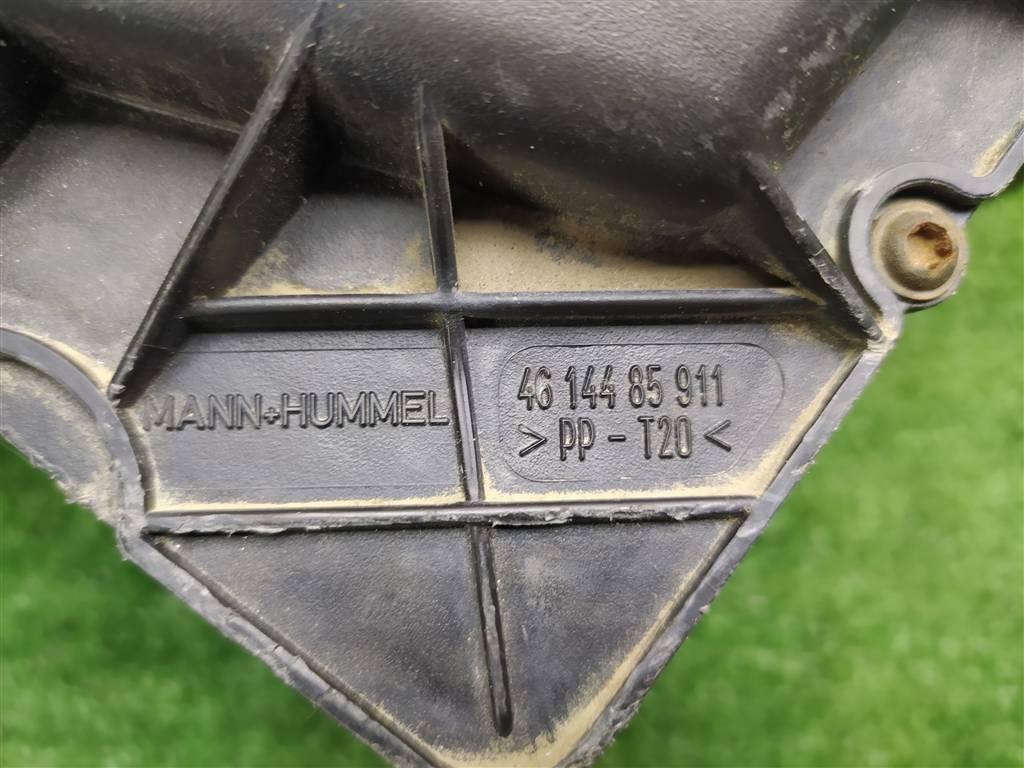 MANN+HUMMEL
46 144 85 911
> PP - T20 <